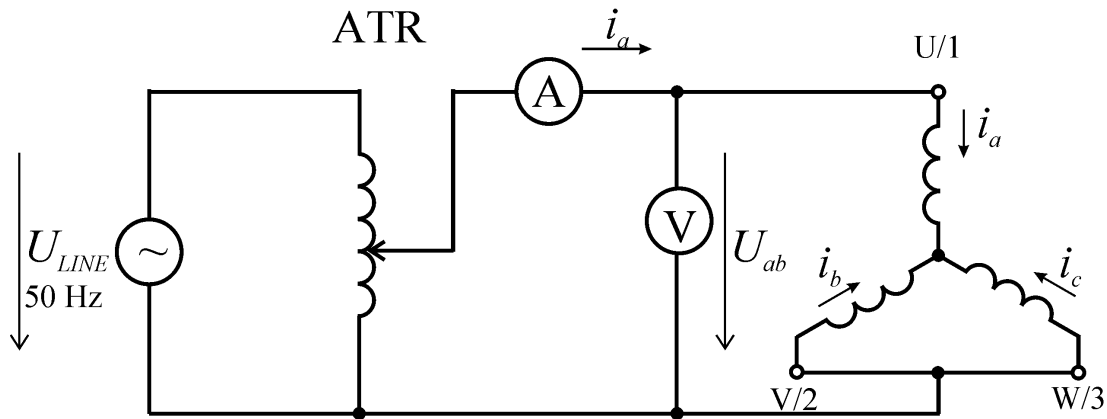 ATR
i_a
U/1
A
i_a
U_LINE
50 Hz
~
V
U_ab
i_b
i_c
V/2
W/3